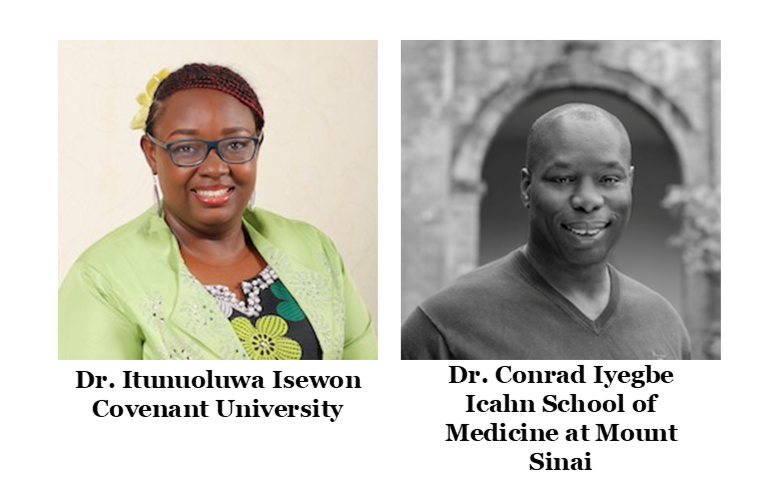 Dr. Itunuoluwa Isewon
Covenant University
Dr. Conrad Iyegbe
Icahn School of
Medicine at Mount
Sinai